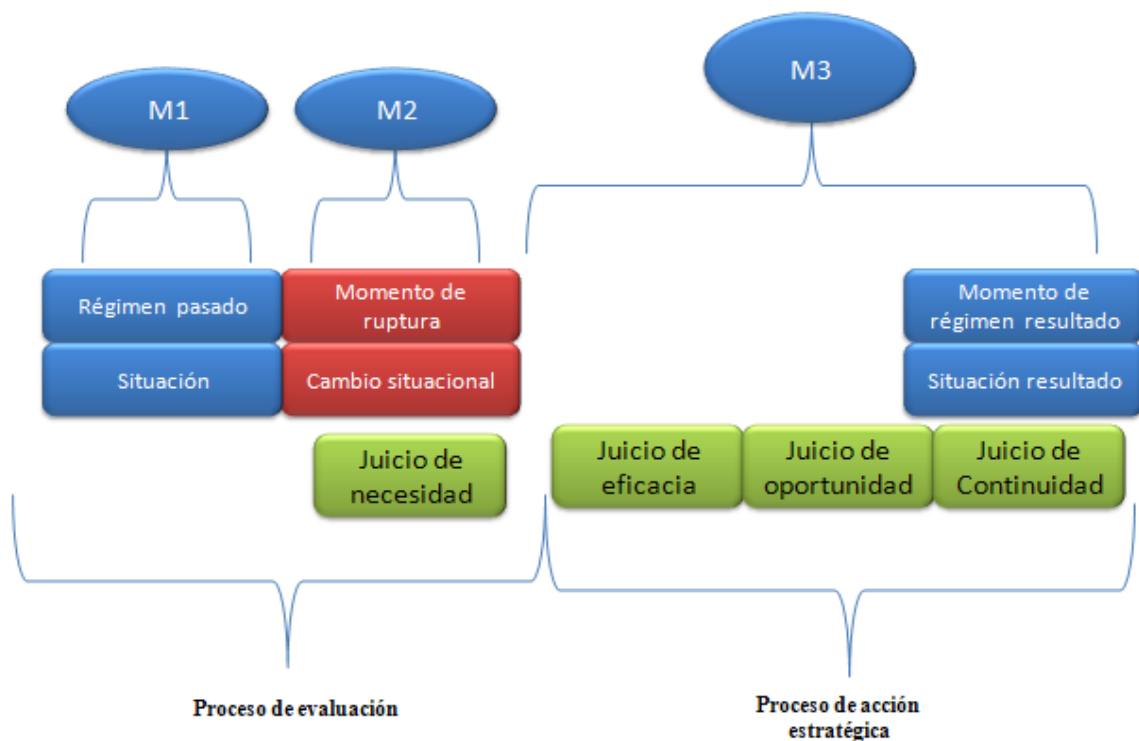 M1
M2
M3
Régimen pasado
Momento de
ruptura
Momento de
régimen resultado
Situación
Cambio situacional
Situación resultado
Juicio de
necesidad
Juicio de
eficacia
Juicio de
oportunidad
Juicio de
Continuidad
Proceso de evaluación
Proceso de acción
estratégica